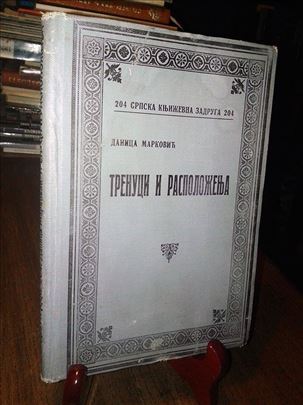 204 СРПСКА КЊИЖЕВНА ЗАДРУГА 204
ДАНИЦА МАРКОВИЋ
ТРЕНУЦИ И РАСПОЛОЖЕЊА